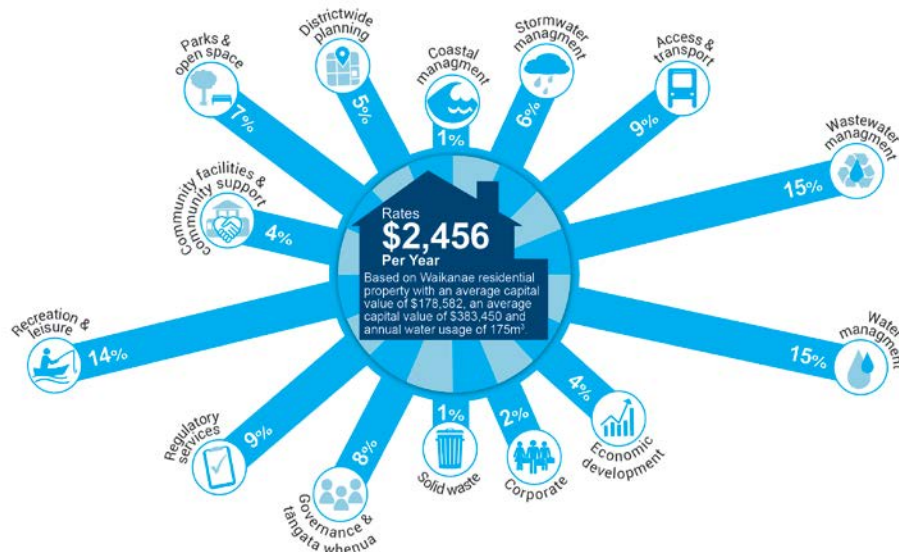 Parks &
open space
7%
Districtwide
planning
5%
Coastal
managment
1%
Stormwater
managment
6%
Access &
transport
9%
Wastewater
managment
15%
Water
managment
15%
Economic
development
4%
Corporate
2%
Solid waste
1%
Governance &
tāngata whenua
8%
Regulatory
services
9%
Recreation &
leisure
14%
Community facilities &
community support
4%
Rates
$2,456
Per Year
Based on Waikanae residential
property with an average capital
value of $178,582, an average
capital value of $383,450 and
annual water usage of 175m³.